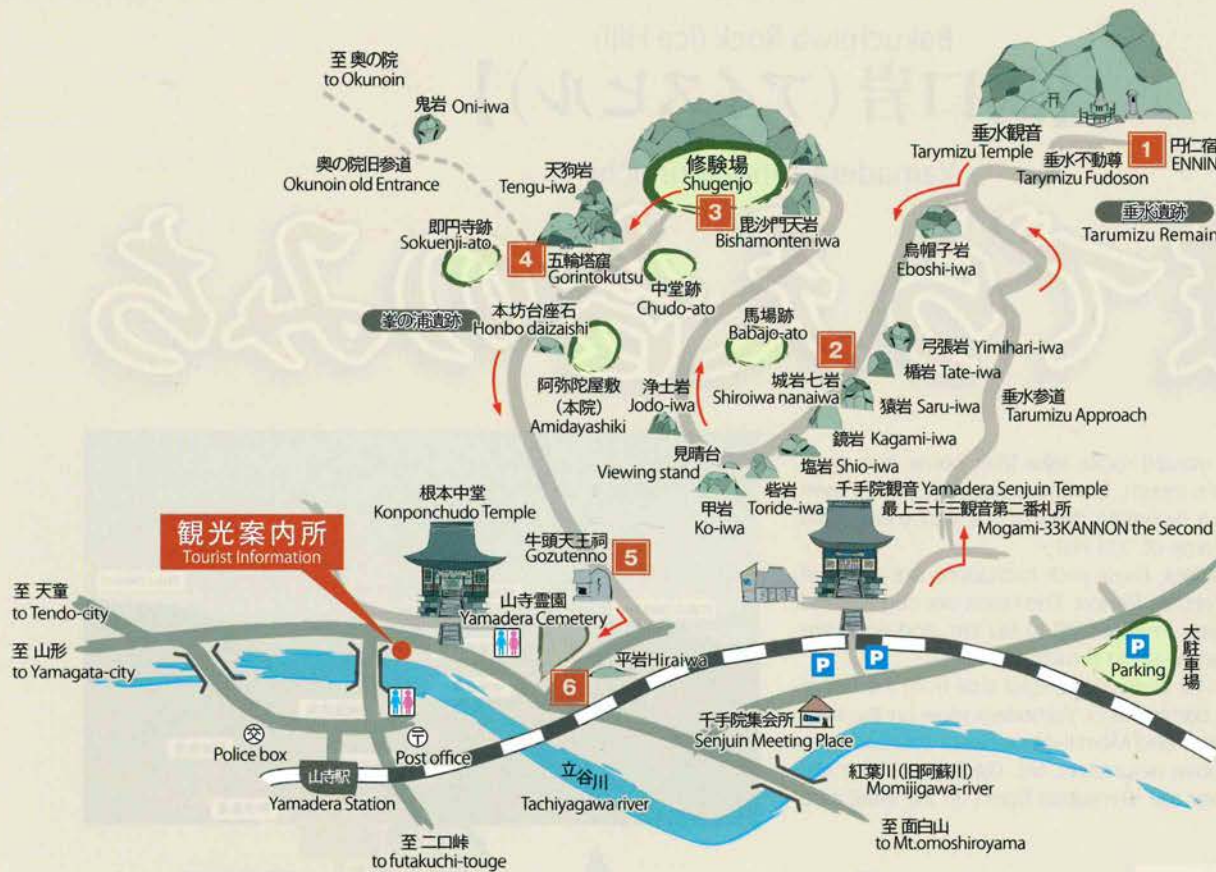 至 奥の院
to Okunoin
鬼岩 Oni-iwa
奥の院旧参道
Okunoin old Entrance
天狗岩
Tengu-iwa
修験場
Shugenjo
3
毘沙門天岩
Bishamonten iwa
垂水観音
Tarymizu Temple
垂水不動尊
Tarymizu Fudoson
1
円仁宿
ENNIN
垂水遺跡
Tarumizu Remain
烏帽子岩
Eboshi-iwa
即円寺跡
Sokuenji-ato
4
五輪塔窟
Gorintokutsu
中堂跡
Chudo-ato
峯の浦遺跡
本坊台座石
Honbo daizaishi
阿弥陀屋敷
(本院)
Amidayashiki
馬場跡
Babajo-ato
2
城岩七岩
Shiroiwa nanaiwa
弓張岩 Yimihari-iwa
楯岩 Tate-iwa
猿岩 Saru-iwa
垂水参道
Tarumizu Approach
浄土岩
Jodo-iwa
鏡岩 Kagami-iwa
見晴台
Viewing stand
塩岩 Shio-iwa
砦岩
Toride-iwa
甲岩
Ko-iwa
千手院観音 Yamadera Senjuin Temple
最上三十三観音第二番札所
Mogami-33KANNON the Second
根本中堂
Konponchudo Temple
観光案内所
Tourist Information
牛頭天王祠
Gozutenno
5
山寺霊園
Yamadera Cemetery
平岩Hiraiwa
6
至 天童
to Tendo-city
至 山形
to Yamagata-city
P
P
P
Parking
大駐車場
交
Police box
〒
Post office
山寺駅
Yamadera Station
立谷川
Tachiyagawa river
千手院集会所
Senjuin Meeting Place
紅葉川(旧阿蘇川)
Momijigawa-river
至 面白山
to Mt.omoshiroyama
至 二口峠
to futakuchi-touge